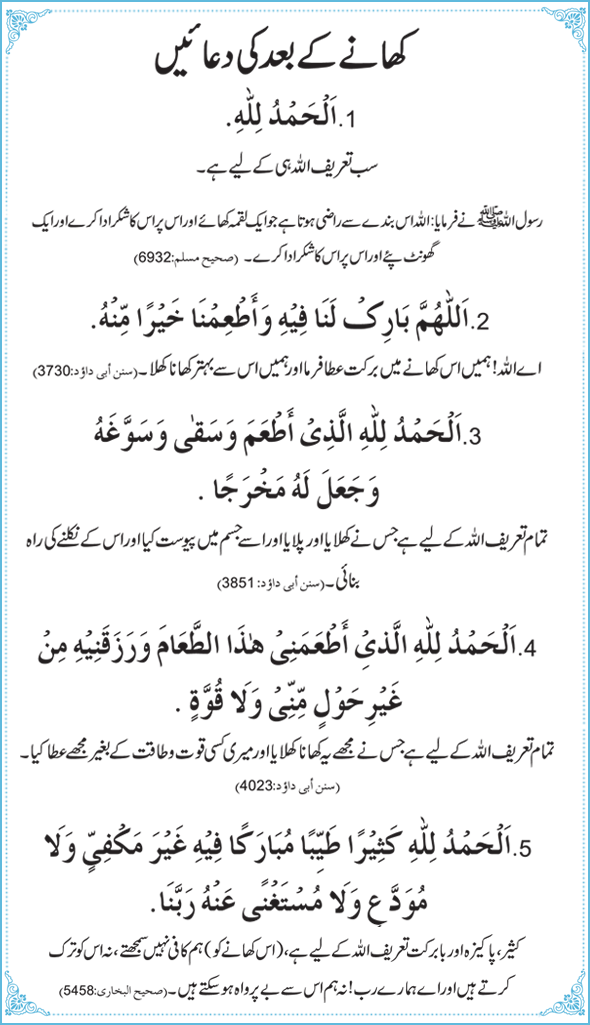 کھانے کے بعد کی دعائیں
1. اَلْحَمْدُ لِلّٰهِ.
سب تعریف اللہ ہی کے لیے ہے۔
رسول اللہ ﷺ نے فرمایا: اللہ اس بندے سے راضی ہوتا ہے جو ایک لقمہ کھائے اور اس پر اس کا شکر ادا کرے اور ایک
گھونٹ پئے اور اس پر اس کا شکر ادا کرے۔ (صحیح مسلم:6932)
2. اَللّٰهُمَّ بَارِكْ لَنَا فِيْهِ وَأَطْعِمْنَا خَيْرًا مِّنْهُ.
اے اللہ! ہمیں اس کھانے میں برکت عطا فرما اور ہمیں اس سے بہتر کھانا کھلا۔ (سنن أبی داؤد:3730)
3. اَلْحَمْدُ لِلّٰهِ الَّذِيْ أَطْعَمَ وَسَقٰى وَسَوَّغَهُ
وَجَعَلَ لَهُ مَخْرَجًا .
تمام تعریف اللہ کے لیے ہے جس نے کھلایا اور پلایا اور اسے جسم میں پیوست کیا اور اس کے نکلنے کی راہ
بنائی۔ (سنن أبی داؤد: 3851)
4. اَلْحَمْدُ لِلّٰهِ الَّذِيْ أَطْعَمَنِيْ هٰذَا الطَّعَامَ وَرَزَقَنِيْهِ مِنْ
غَيْرِ حَوْلٍ مِّنِّيْ وَلَا قُوَّةٍ .
تمام تعریف اللہ کے لیے ہے جس نے مجھے یہ کھانا کھلایا اور میری کسی قوت و طاقت کے بغیر مجھے عطا کیا۔
(سنن أبی داؤد:4023)
5. اَلْحَمْدُ لِلّٰهِ كَثِيْرًا طَيِّبًا مُبَارَكًا فِيْهِ غَيْرَ مَكْفِيٍّ وَلَا
مُوَدَّعٍ وَلَا مُسْتَغْنًى عَنْهُ رَبَّنَا.
کثیر، پاکیزہ اور بابرکت تعریف اللہ کے لیے ہے، (اس کھانے کو) ہم کافی نہیں سمجھتے، نہ اس کو ترک
کرتے ہیں اور اے ہمارے رب! نہ ہم اس سے بے پرواہ ہو سکتے ہیں۔ (صحیح البخاری:5458)